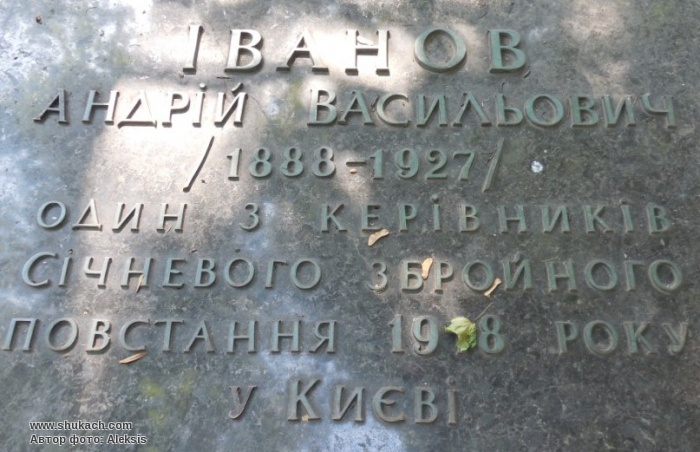 ІВАНОВ
АНДРІЙ ВАСИЛЬОВИЧ
/1888-1927/
ОДИН З КЕРІВНИКІВ
СІЧНЕВОГО ЗБРОЙНОГО
ПОВСТАННЯ 1918 РОКУ
У КИЄВІ
www.shukach.com
Автор фото: Aleksis